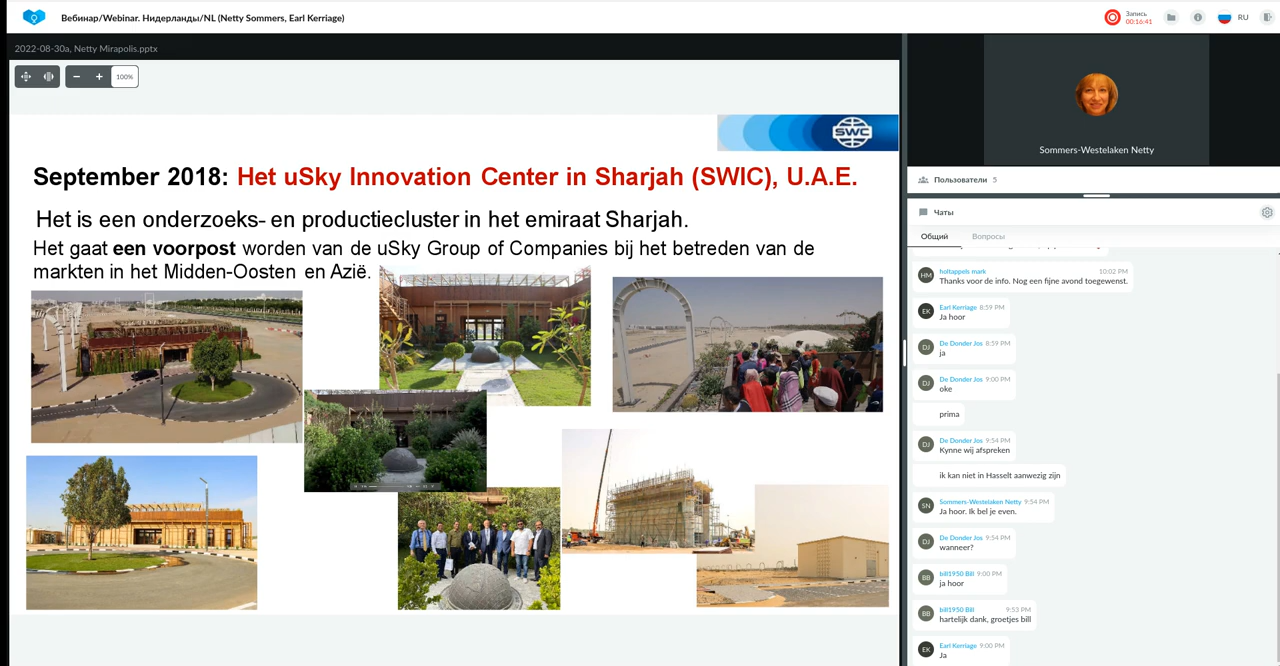 Вебинар/Webinar. Нидерланды/NL (Netty Sommers, Earl Kerriage)
Запись
00:16:41
RU
2022-08-30a, Netty Mirapolis.pptx
100%
SWC
September 2018: Het uSky Innovation Center in Sharjah (SWIC), U.A.E.
Het is een onderzoeks- en productiecluster in het emiraat Sharjah.
Het gaat een voorpost worden van de uSky Group of Companies bij het betreden van de
markten in het Midden-Oosten en Azië.
Sommers-Westelaken Netty
Пользователи 5
Чаты
Общий Вопросы
HM holtappels mark 10:02 PM
Thanks voor de info. Nog een fijne avond toegewenst.
EK Earl Kerriage 8:59 PM
Ja hoor
DJ De Donder Jos 8:59 PM
ja
DJ De Donder Jos 9:00 PM
oke
prima
DJ De Donder Jos 9:54 PM
Kynne wij afspreken
ik kan niet in Hasselt aanwezig zijn
SN Sommers-Westelaken Netty 9:54 PM
Ja hoor. Ik bel je even.
DJ De Donder Jos 9:54 PM
wanneer?
BB bill1950 Bill 9:00 PM
ja hoor
BB bill1950 Bill 9:53 PM
hartelijk dank, groetjes bill
EK Earl Kerriage 9:00 PM
Ja